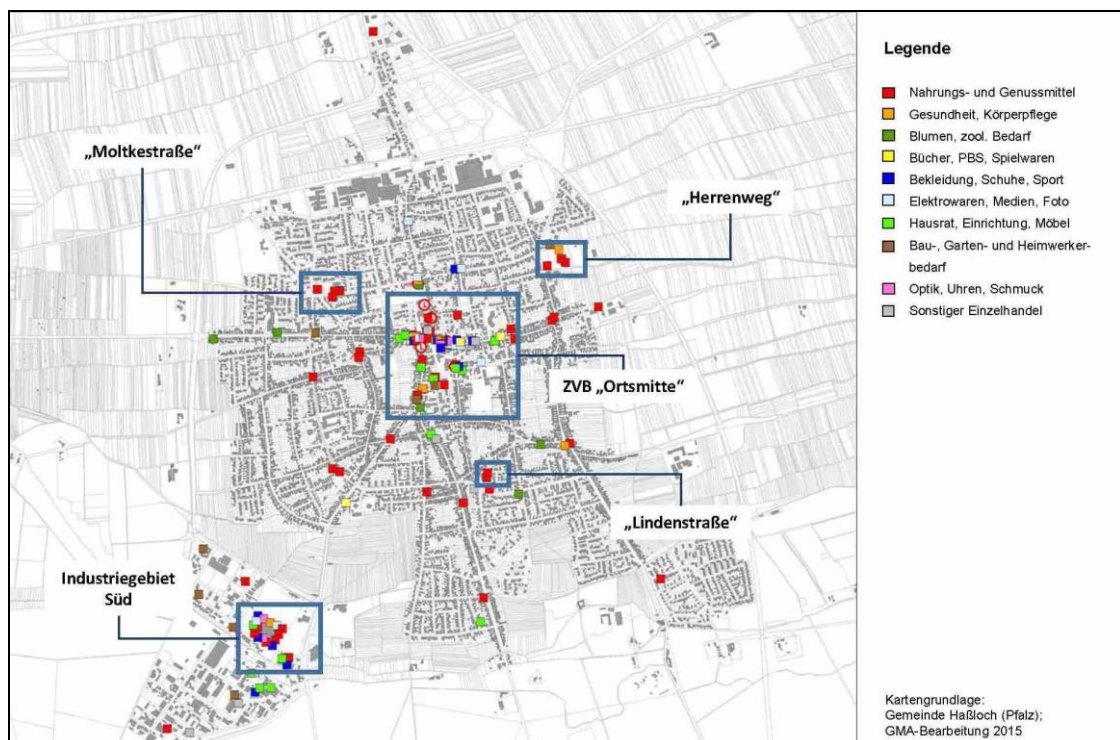 „Moltkestraße“
„Herrenweg“
ZVB „Ortsmitte“
„Lindenstraße“
Industriegebiet
Süd
Legende
Nahrungs- und Genussmittel
Gesundheit, Körperpflege
Blumen, zool. Bedarf
Bücher, PBS, Spielwaren
Bekleidung, Schuhe, Sport
Elektrowaren, Medien, Foto
Hausrat, Einrichtung, Möbel
Bau-, Garten- und Heimwerker-
bedarf
Optik, Uhren, Schmuck
Sonstiger Einzelhandel
Kartengrundlage:
Gemeinde Haßloch (Pfalz);
GMA-Bearbeitung 2015